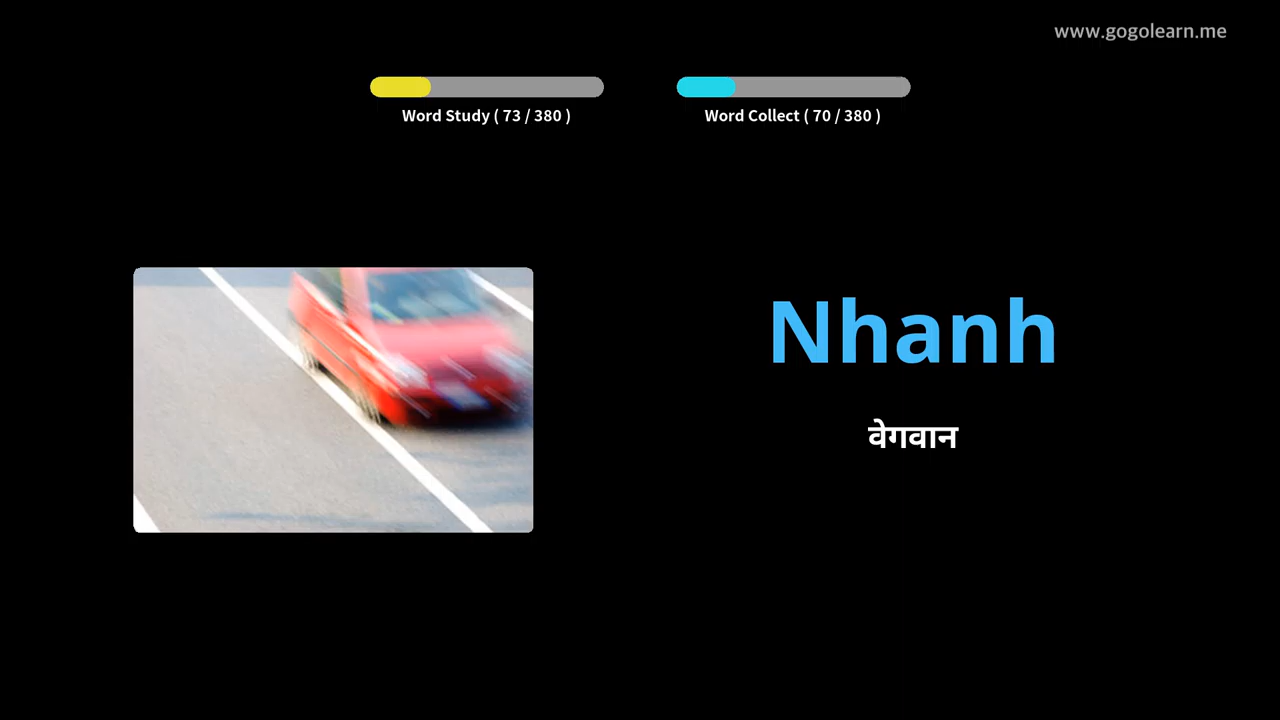 www.gogolearn.me
Word Study ( 73 / 380 )
Word Collect ( 70 / 380 )
Nhanh
वेगवान